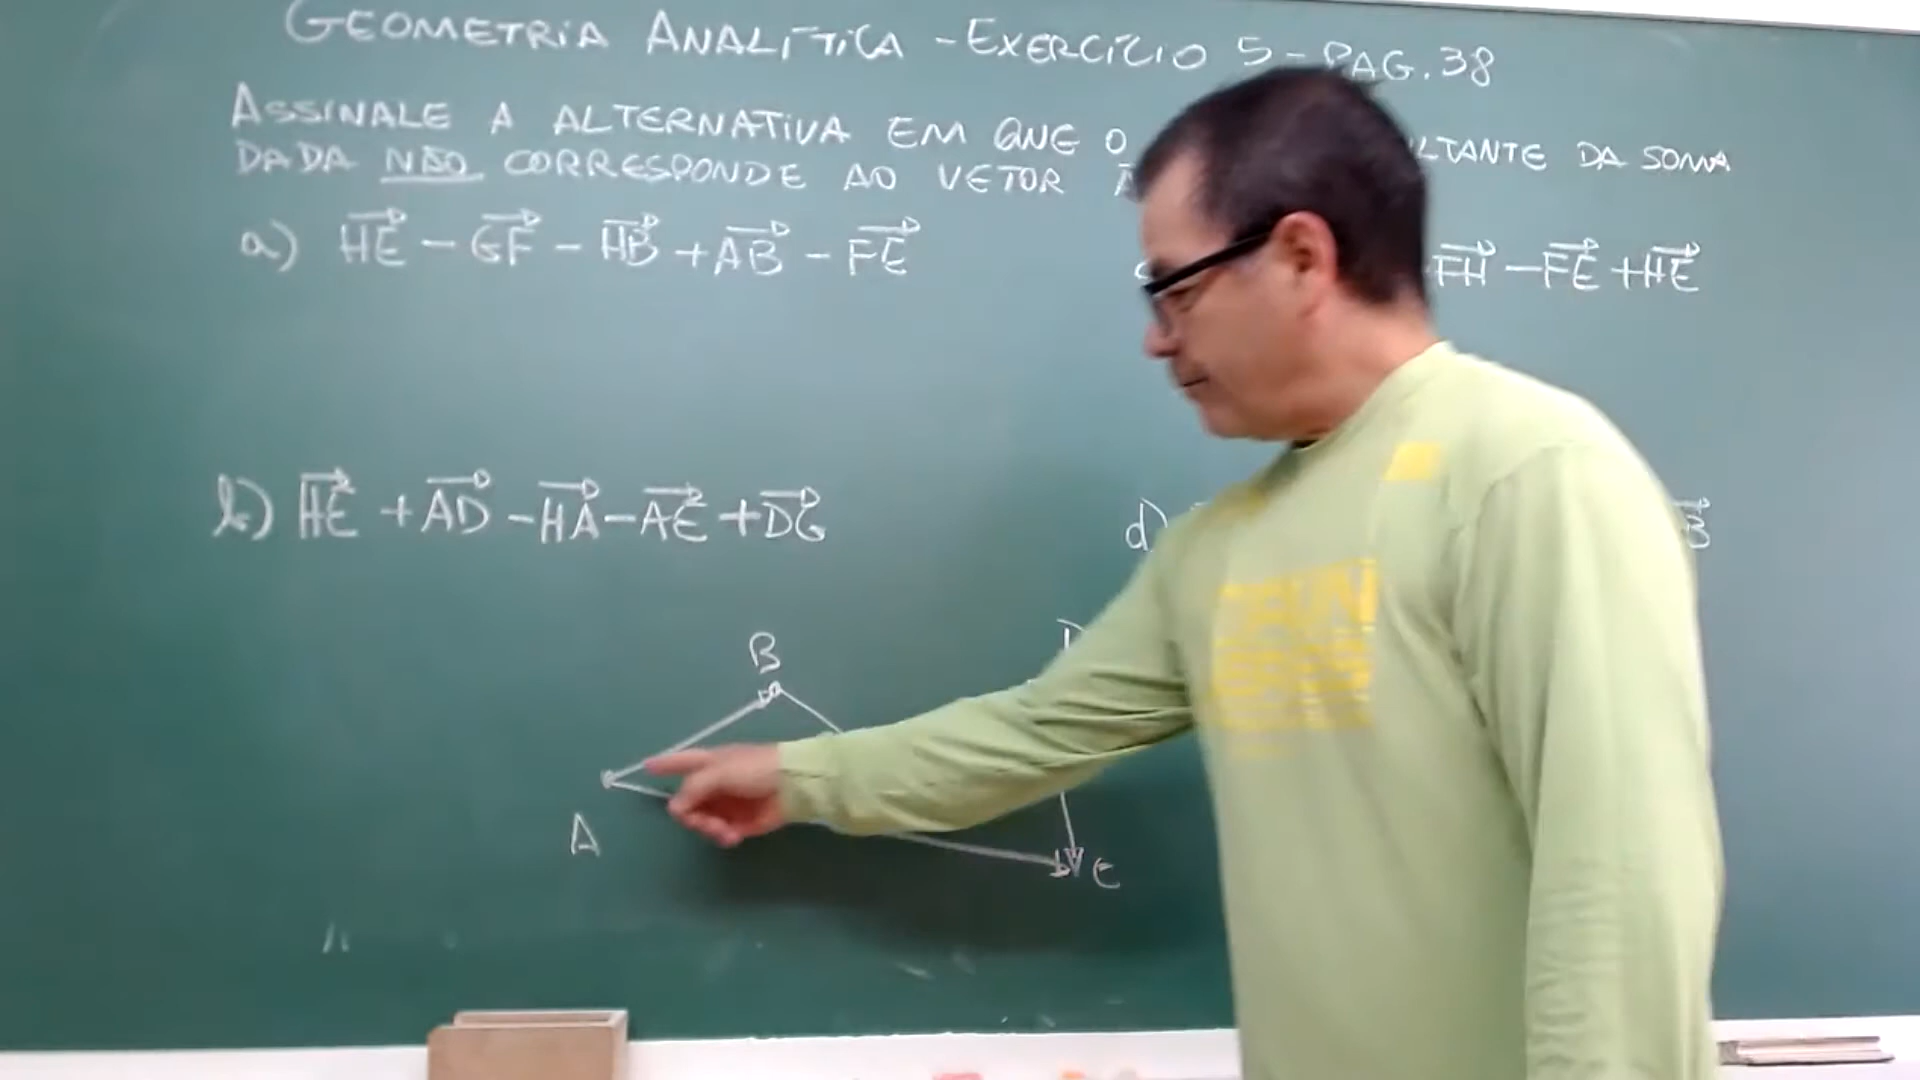 GEOMETRIA ANALÍTICA - EXERCÍCIO 5 - PAG. 38
ASSINALE A ALTERNATIVA EM QUE O LTANTE DA SOMA
DADA NÃO CORRESPONDE AO VETOR A
a) HE - GF - HB + AB - FE
FH - FE + HE
b) HE + AD - HA - AE + DG
d) B
B
A
E